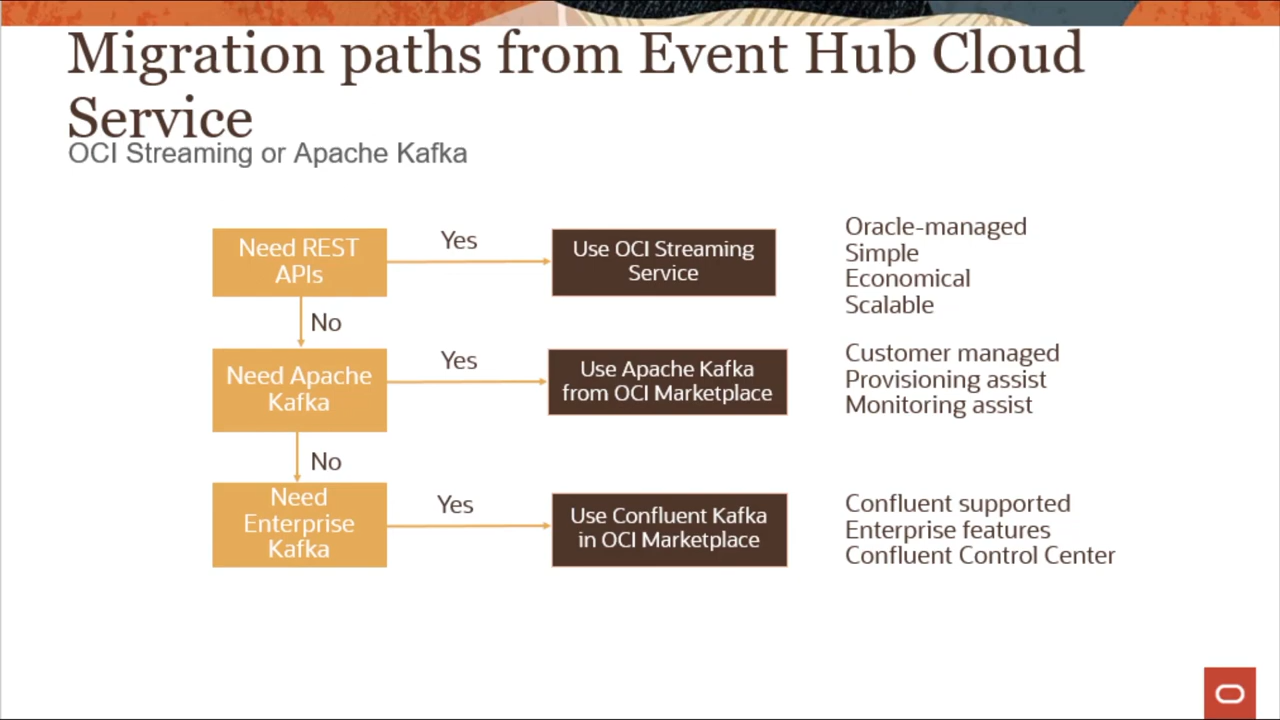 Migration paths from Event Hub Cloud
Service
OCI Streaming or Apache Kafka
Need REST
APIs
Yes
Use OCI Streaming
Service
Oracle-managed
Simple
Economical
Scalable
No
Need Apache
Kafka
Yes
Use Apache Kafka
from OCI Marketplace
Customer managed
Provisioning assist
Monitoring assist
No
Need
Enterprise
Kafka
Yes
Use Confluent Kafka
in OCI Marketplace
Confluent supported
Enterprise features
Confluent Control Center